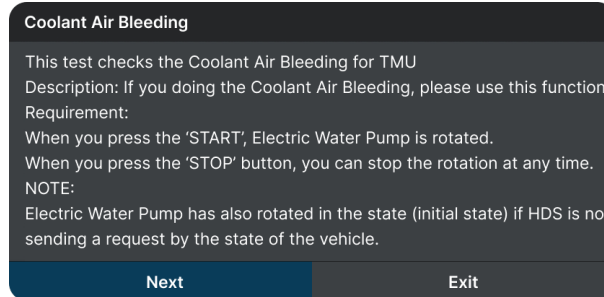 Coolant Air Bleeding
This test checks the Coolant Air Bleeding for TMU
Description: If you doing the Coolant Air Bleeding, please use this function
Requirement:
When you press the ‘START’, Electric Water Pump is rotated.
When you press the ‘STOP’ button, you can stop the rotation at any time.
NOTE:
Electric Water Pump has also rotated in the state (initial state) if HDS is no
sending a request by the state of the vehicle.
Next
Exit